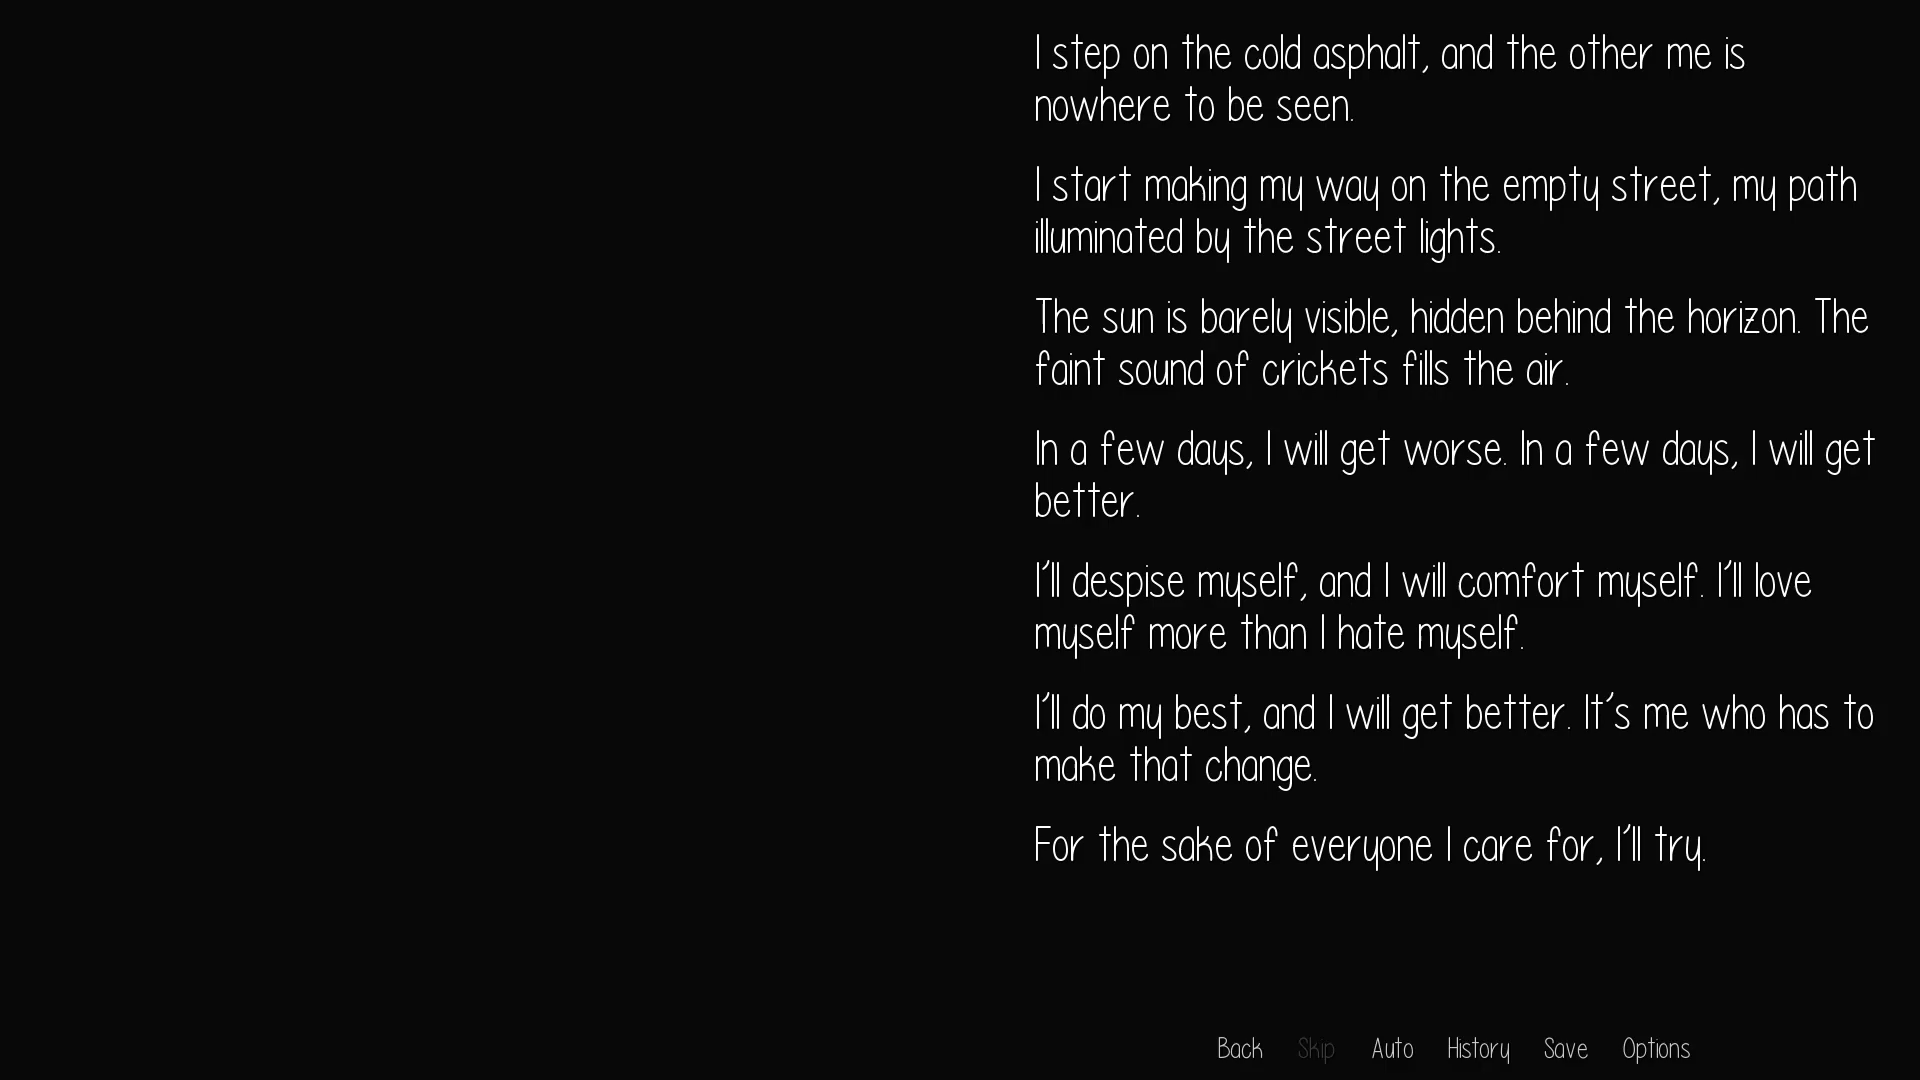 I step on the cold asphalt, and the other me is
nowhere to be seen.
I start making my way on the empty street, my path
illuminated by the street lights.
The sun is barely visible, hidden behind the horizon. The
faint sound of crickets fills the air.
In a few days, I will get worse. In a few days, I will get
better.
I'll despise myself, and I will comfort myself. I'll love
myself more than I hate myself.
I'll do my best, and I will get better. It's me who has to
make that change.
For the sake of everyone I care for, I'll try.
Back Skip Auto History Save Options